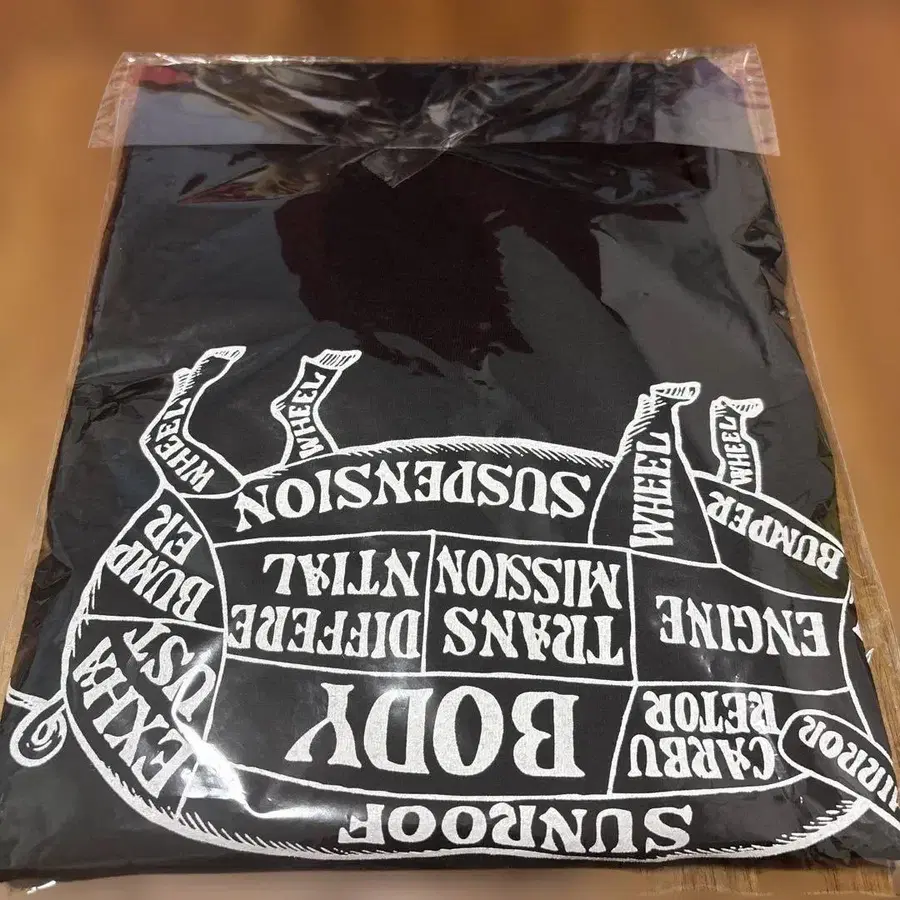 SUNROOF
MIRROR
CARBU
RETOR
BODY
EXHA
UST
ENGINE
TRANS
MISSION
DIFFERE
NTIAL
BUMPER
SUSPENSION
BUMP
ER
WHEEL
WHEEL
WHEEL
WHEEL